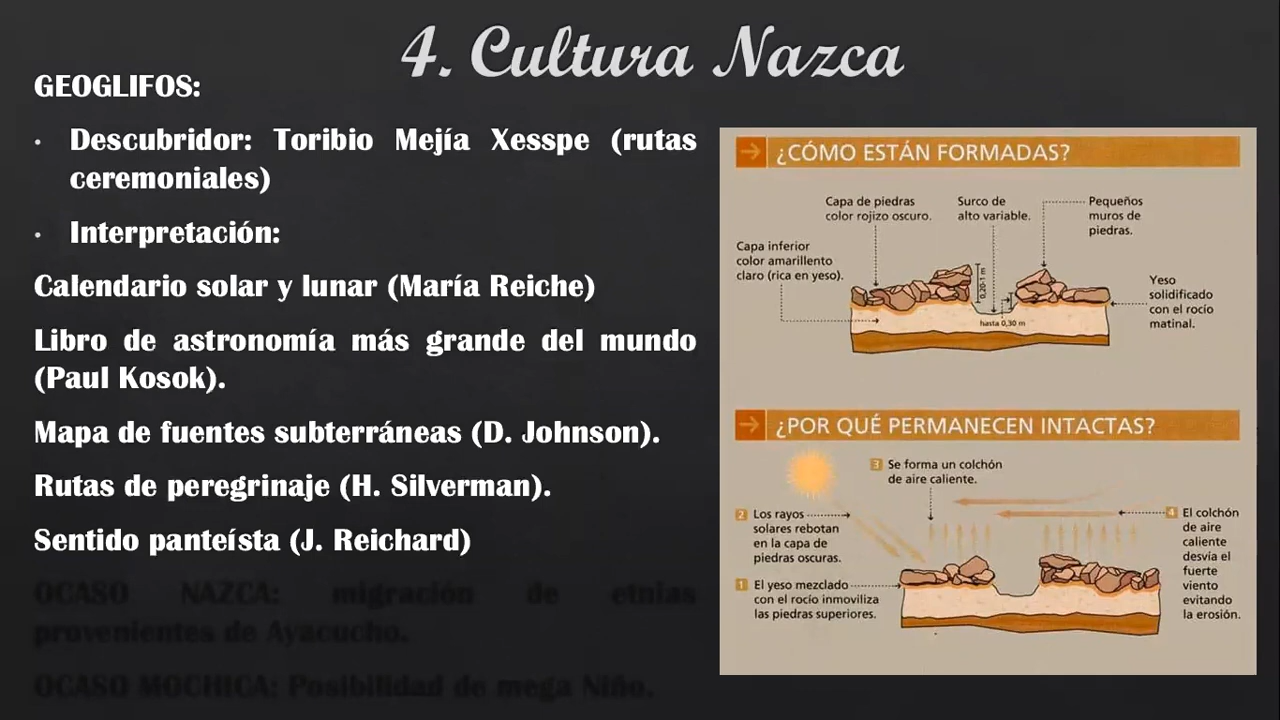 4. Cultura Nazca
GEOGLIFOS:
• Descubridor: Toribio Mejía Xesspe (rutas
ceremoniales)
• Interpretación:
Calendario solar y lunar (María Reiche)
Libro de astronomía más grande del mundo
(Paul Kosok).
Mapa de fuentes subterráneas (D. Johnson).
Rutas de peregrinaje (H. Silverman).
Sentido panteísta (J. Reichard)
OCASO NAZCA: migración de etnias
provenientes de Ayacucho.
OCASO MOCHICA: Posibilidad de mega Niño.
¿CÓMO ESTÁN FORMADAS?
Capa de piedras
color rojizo oscuro.
Surco de
alto variable.
Pequeños
muros de
piedras.
Capa inferior
color amarillento
claro (rica en yeso).
0,20-1 m
hasta 0,30 m
Yeso
solidificado
con el rocío
matinal.
¿POR QUÉ PERMANECEN INTACTAS?
3 Se forma un colchón
de aire caliente.
2 Los rayos
solares rebotan
en la capa de
piedras oscuras.
1 El yeso mezclado
con el rocío inmoviliza
las piedras superiores.
4 El colchón
de aire
caliente
desvía el
fuerte
viento
evitando
la erosión.